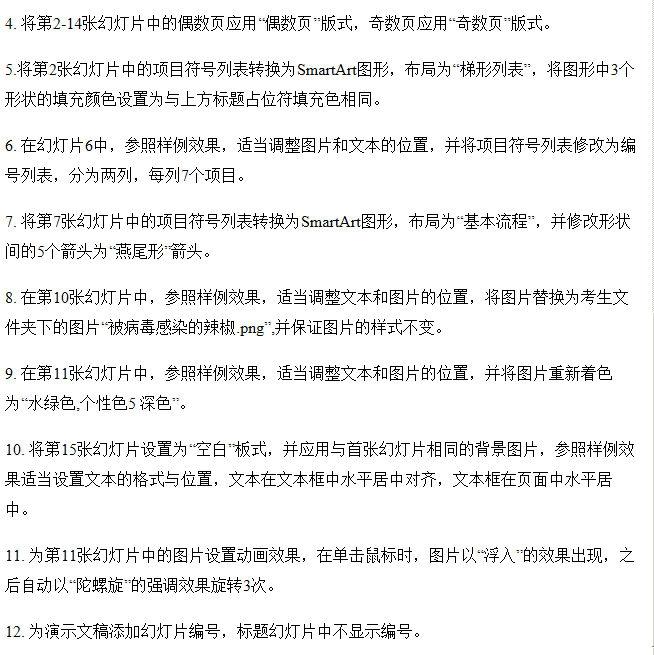 4. 将第2-14张幻灯片中的偶数页应用“偶数页”版式，奇数页应用“奇数页”版式。
5.将第2张幻灯片中的项目符号列表转换为SmartArt图形，布局为“梯形列表”，将图形中3个
形状的填充颜色设置为与上方标题占位符填充色相同。
6. 在幻灯片6中，参照样例效果，适当调整图片和文本的位置，并将项目符号列表修改为编
号列表，分为两列，每列7个项目。
7. 将第7张幻灯片中的项目符号列表转换为SmartArt图形，布局为“基本流程”，并修改形状
间的5个箭头为“燕尾形”箭头。
8. 在第10张幻灯片中，参照样例效果，适当调整文本和图片的位置，将图片替换为考生文
件夹下的图片“被病毒感染的辣椒.png”,并保证图片的样式不变。
9. 在第11张幻灯片中，参照样例效果，适当调整文本和图片的位置，并将图片重新着色
为“水绿色,个性色5 深色”。
10. 将第15张幻灯片设置为“空白”板式，并应用与首张幻灯片相同的背景图片，参照样例效
果适当设置文本的格式与位置，文本在文本框中水平居中对齐，文本框在页面中水平居
中。
11. 为第11张幻灯片中的图片设置动画效果，在单击鼠标时，图片以“浮入”的效果出现，之
后自动以“陀螺旋”的强调效果旋转3次。
12. 为演示文稿添加幻灯片编号，标题幻灯片中不显示编号。